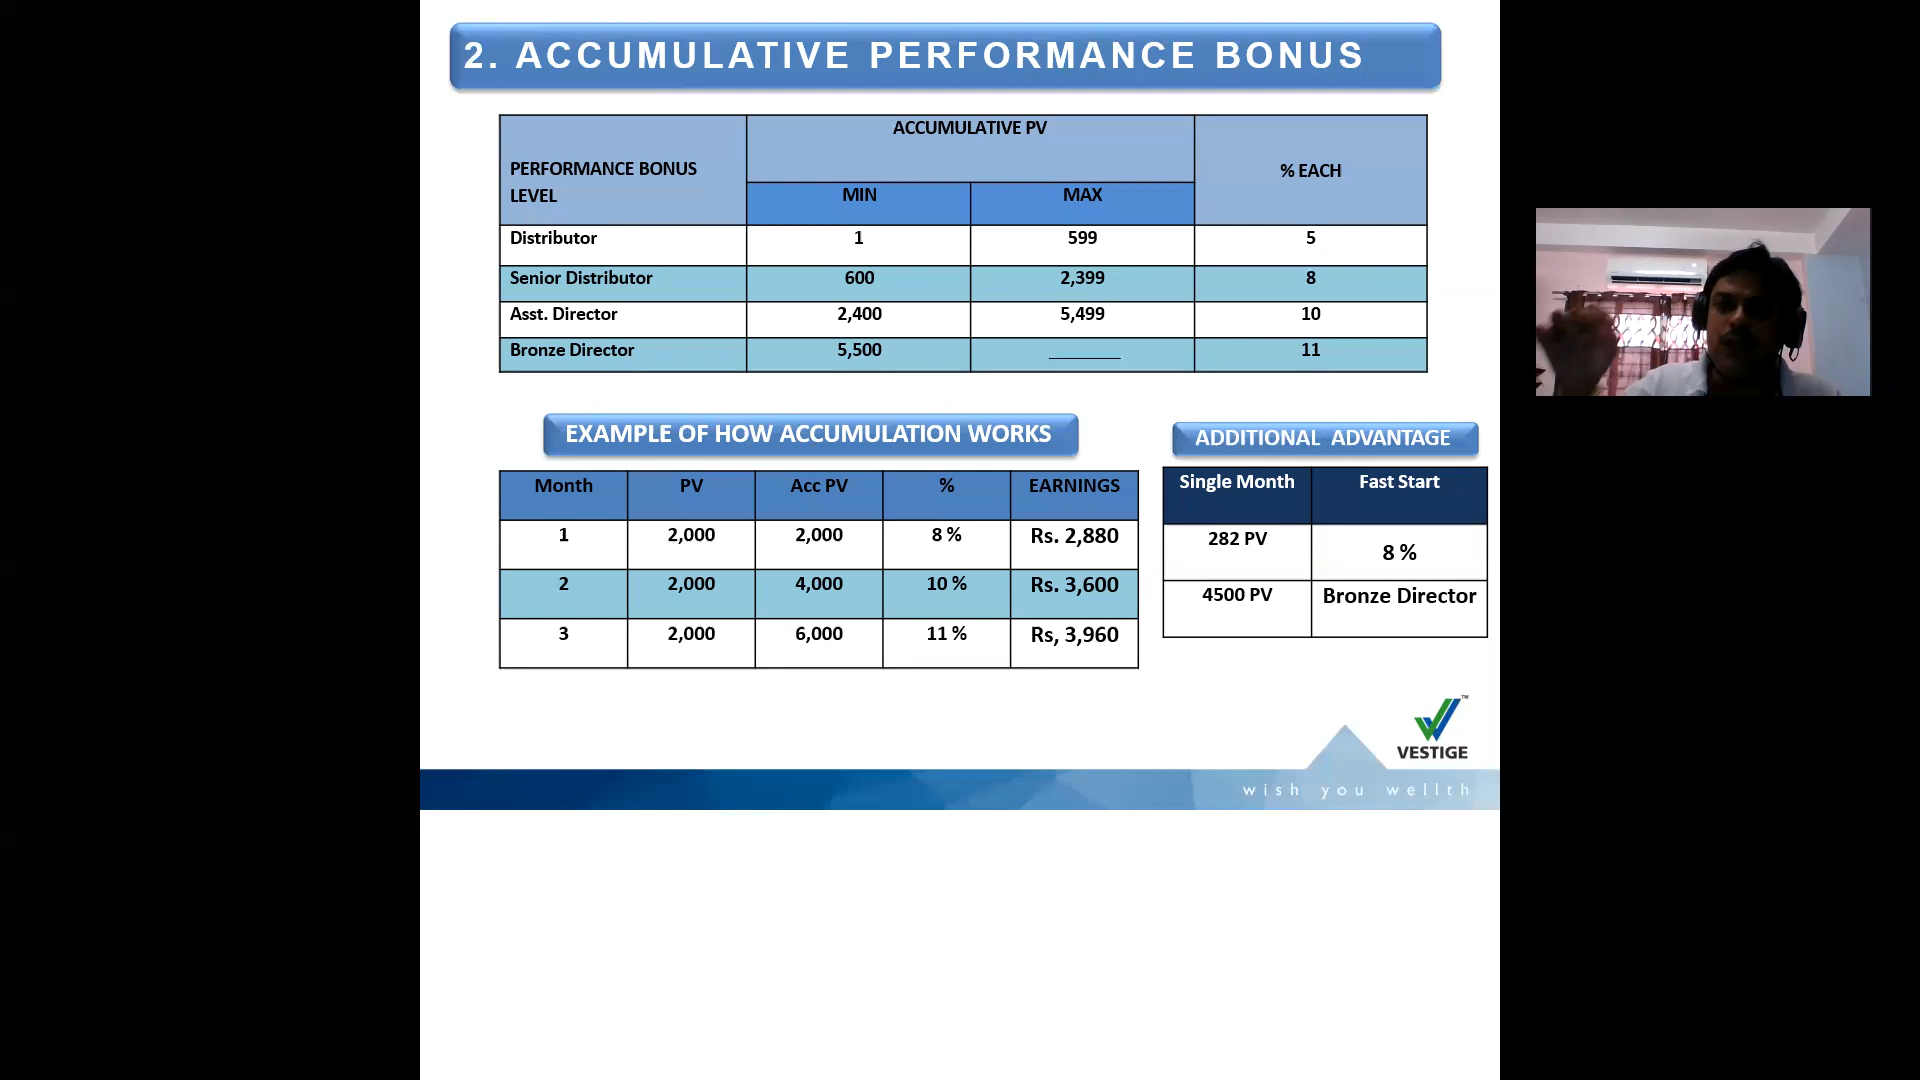 2. ACCUMULATIVE PERFORMANCE BONUS
PERFORMANCE BONUS
LEVEL
ACCUMULATIVE PV
% EACH
MIN MAX
Distributor 1 599 5
Senior Distributor 600 2,399 8
Asst. Director 2,400 5,499 10
Bronze Director 5,500 ________ 11
EXAMPLE OF HOW ACCUMULATION WORKS
Month PV Acc PV % EARNINGS
1 2,000 2,000 8 % Rs. 2,880
2 2,000 4,000 10 % Rs. 3,600
3 2,000 6,000 11 % Rs, 3,960
ADDITIONAL ADVANTAGE
Single Month Fast Start
282 PV 8 %
4500 PV Bronze Director
VESTIGE
TM
wish you wellth